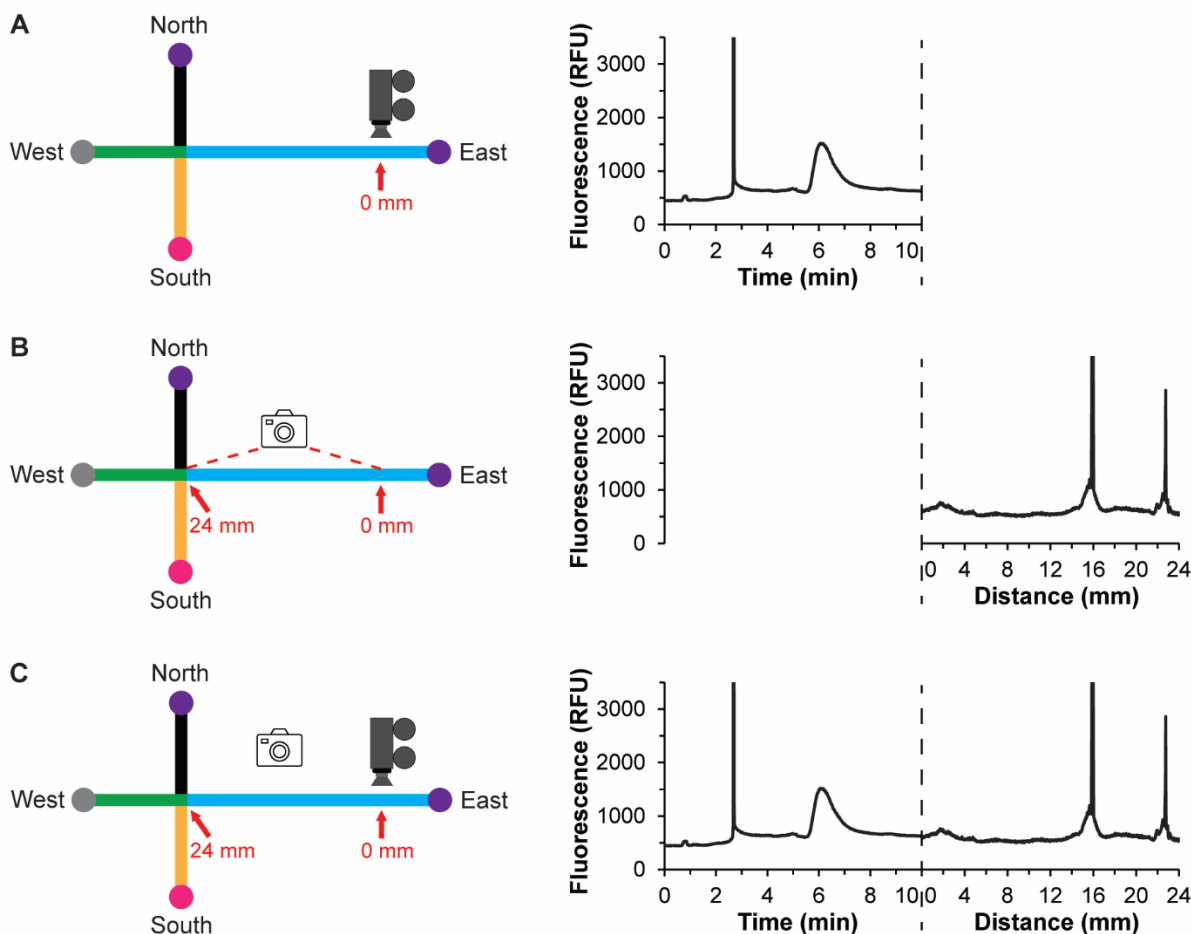 A
North
West
East
0 mm
South
Fluorescence (RFU)
3000
2000
1000
0
0 2 4 6 8 10
Time (min)
B
North
West
East
24 mm
0 mm
South
Fluorescence (RFU)
3000
2000
1000
0
0 4 8 12 16 20 24
Distance (mm)
C
North
West
East
24 mm
0 mm
South
Fluorescence (RFU)
3000
2000
1000
0
0 2 4 6 8 10 0 4 8 12 16 20 24
Time (min) Distance (mm)